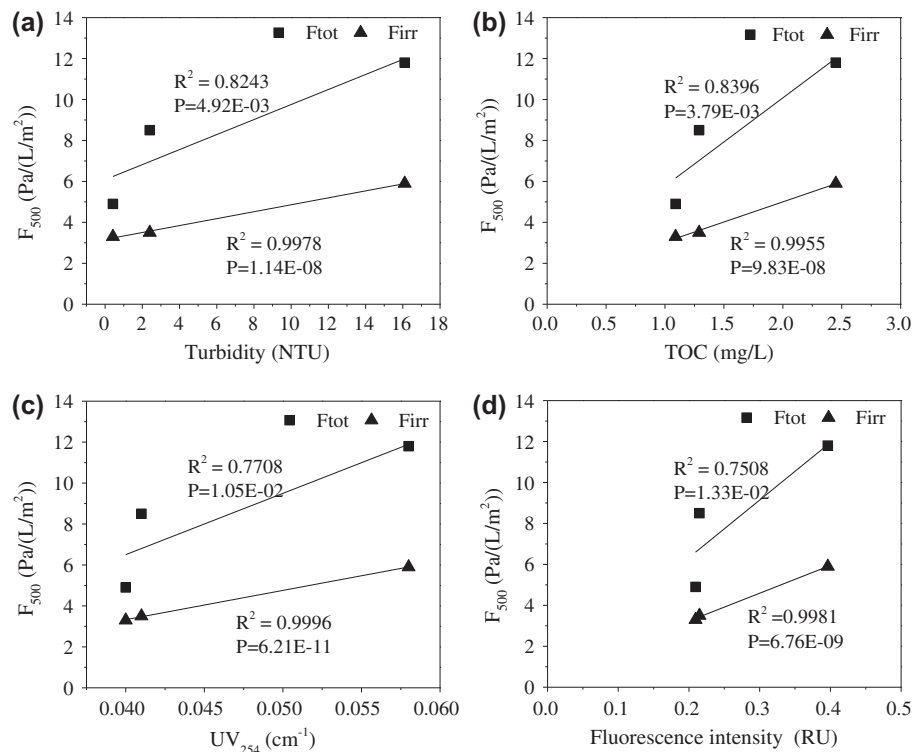 (a)
Ftot Firr
R² = 0.8243
P=4.92E-03
R² = 0.9978
P=1.14E-08
F₅₀₀ (Pa/(L/m²))
14
12
10
8
6
4
2
0
0 2 4 6 8 10 12 14 16 18
Turbidity (NTU)
(b)
Ftot Firr
R² = 0.8396
P=3.79E-03
R² = 0.9955
P=9.83E-08
F₅₀₀ (Pa/(L/m²))
14
12
10
8
6
4
2
0
0.0 0.5 1.0 1.5 2.0 2.5 3.0
TOC (mg/L)
(c)
Ftot Firr
R² = 0.7708
P=1.05E-02
R² = 0.9996
P=6.21E-11
F₅₀₀ (Pa/(L/m²))
14
12
10
8
6
4
2
0
0.040 0.045 0.050 0.055 0.060
UV₂₅₄ (cm⁻¹)
(d)
Ftot Firr
R² = 0.7508
P=1.33E-02
R² = 0.9981
P=6.76E-09
F₅₀₀ (Pa/(L/m²))
14
12
10
8
6
4
2
0
0.0 0.1 0.2 0.3 0.4 0.5
Fluorescence intensity (RU)